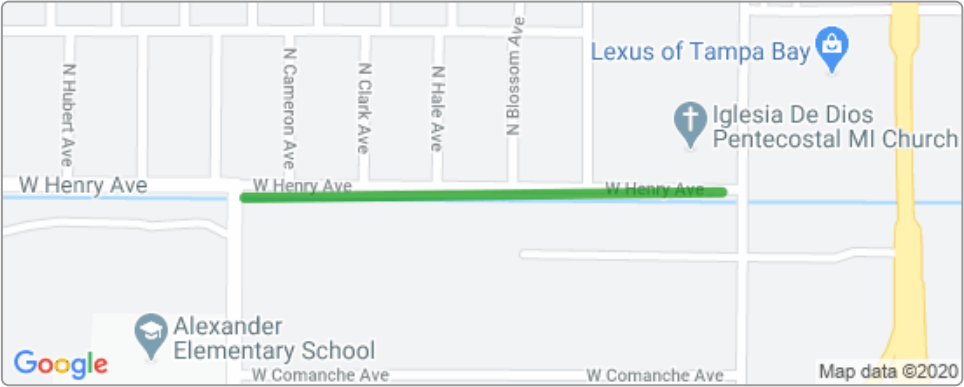 N Hubert Ave
N Cameron Ave
N Clark Ave
N Hale Ave
N Blossom Ave
Lexus of Tampa Bay
Iglesia De Dios
Pentecostal MI Church
W Henry Ave
W Henry Ave
W Henry Ave
Alexander
Elementary School
Google
W Comanche Ave
W Comanche Ave
Map data ©2020